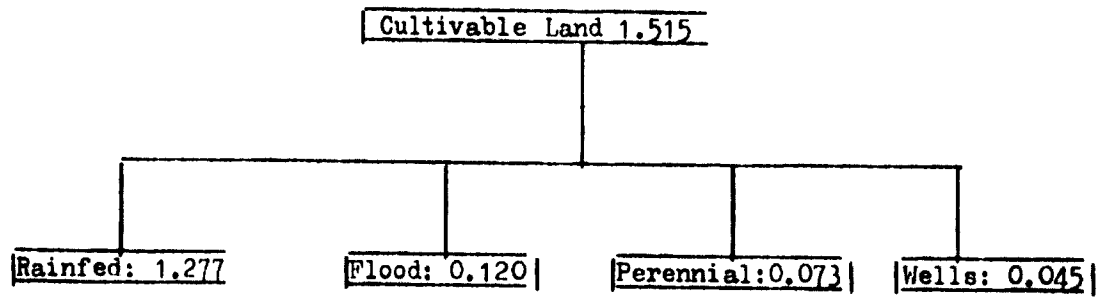 Cultivable Land 1.515
Rainfed: 1.277
Flood: 0.120
Perennial:0.073
Wells: 0.045